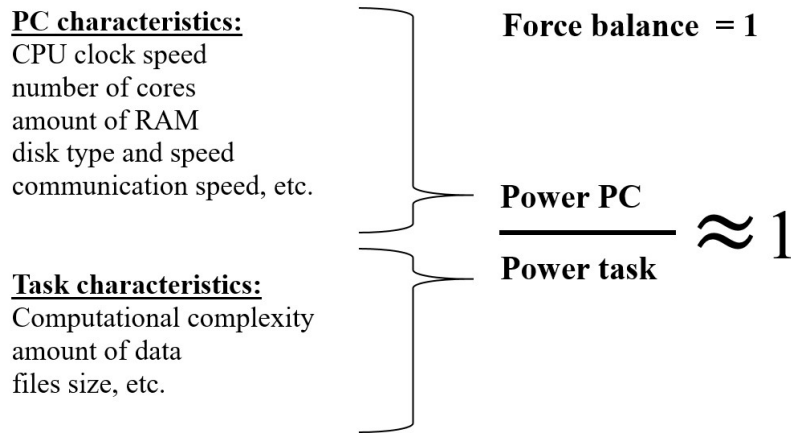 PC characteristics:
CPU clock speed
number of cores
amount of RAM
disk type and speed
communication speed, etc.
Task characteristics:
Computational complexity
amount of data
files size, etc.
Force balance = 1
Power PC
Power task
≈ 1